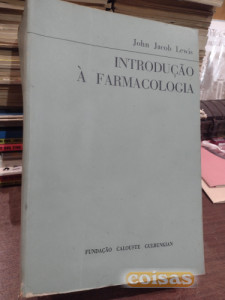 John Jacob Lewis
INTRODUÇÃO
À FARMACOLOGIA
FUNDAÇÃO CALOUSTE GULBENKIAN
coisas